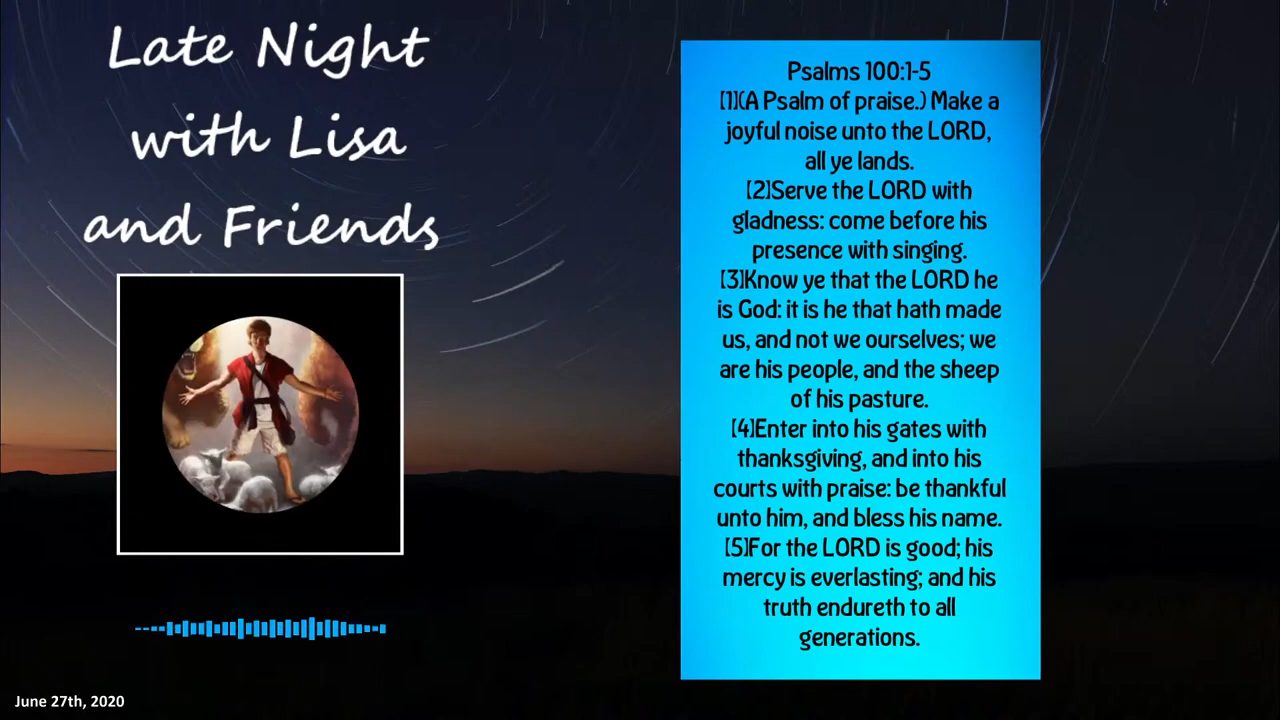 Late Night
with Lisa
and Friends
Psalms 100:1-5
[1](A Psalm of praise.) Make a
joyful noise unto the LORD,
all ye lands.
[2]Serve the LORD with
gladness: come before his
presence with singing.
[3]Know ye that the LORD he
is God: it is he that hath made
us, and not we ourselves; we
are his people, and the sheep
of his pasture.
[4]Enter into his gates with
thanksgiving, and into his
courts with praise: be thankful
unto him, and bless his name.
[5]For the LORD is good; his
mercy is everlasting; and his
truth endureth to all
generations.
June 27th, 2020